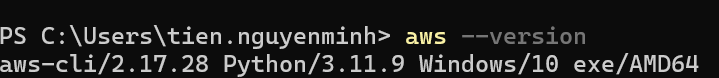 PS C:\Users\tien.nguyenminh> aws --version
aws-cli/2.17.28 Python/3.11.9 Windows/10 exe/AMD64